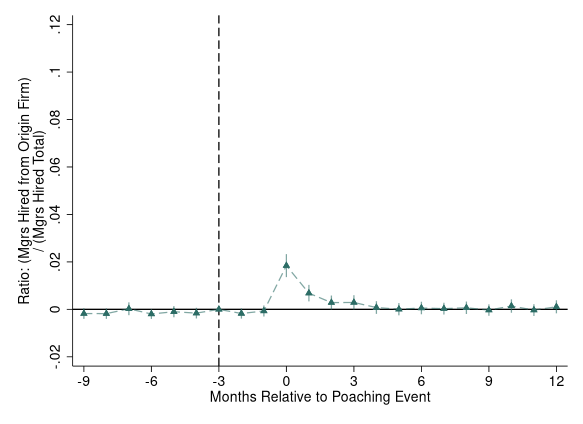 .12
.1
.08
.06
.04
.02
0
-.02
Ratio: (Mgrs Hired from Origin Firm)
/ (Mgrs Hired Total)
-9 -6 -3 0 3 6 9 12
Months Relative to Poaching Event